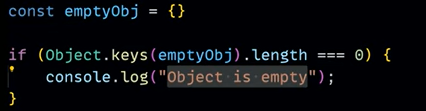 const emptyObj = {}
if (Object.keys(emptyObj).length === 0) {
console.log("Object is empty");
}